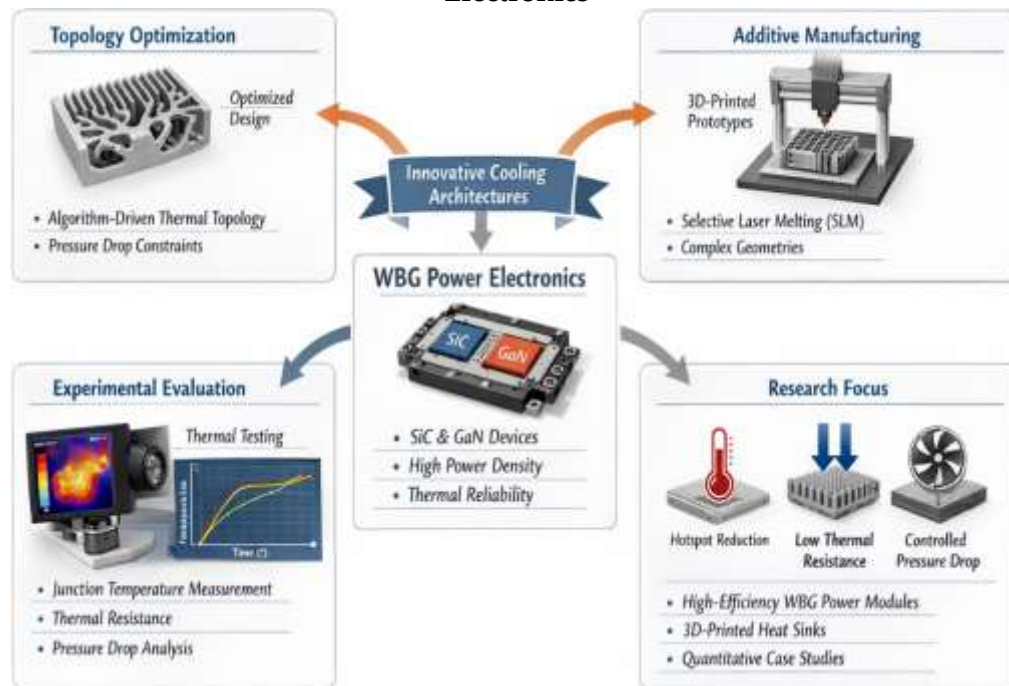 Electronics
Topology Optimization
Optimized
Design
• Algorithm-Driven Thermal Topology
• Pressure Drop Constraints
Additive Manufacturing
3D-Printed
Prototypes
• Selective Laser Melting (SLM)
• Complex Geometries
Innovative Cooling
Architectures
WBG Power Electronics
SiC
GaN
• SiC & GaN Devices
• High Power Density
• Thermal Reliability
Experimental Evaluation
Thermal Testing
• Junction Temperature Measurement
• Thermal Resistance
• Pressure Drop Analysis
Research Focus
Hotspot Reduction
Low Thermal
Resistance
Controlled
Pressure Drop
• High-Efficiency WBG Power Modules
• 3D-Printed Heat Sinks
• Quantitative Case Studies